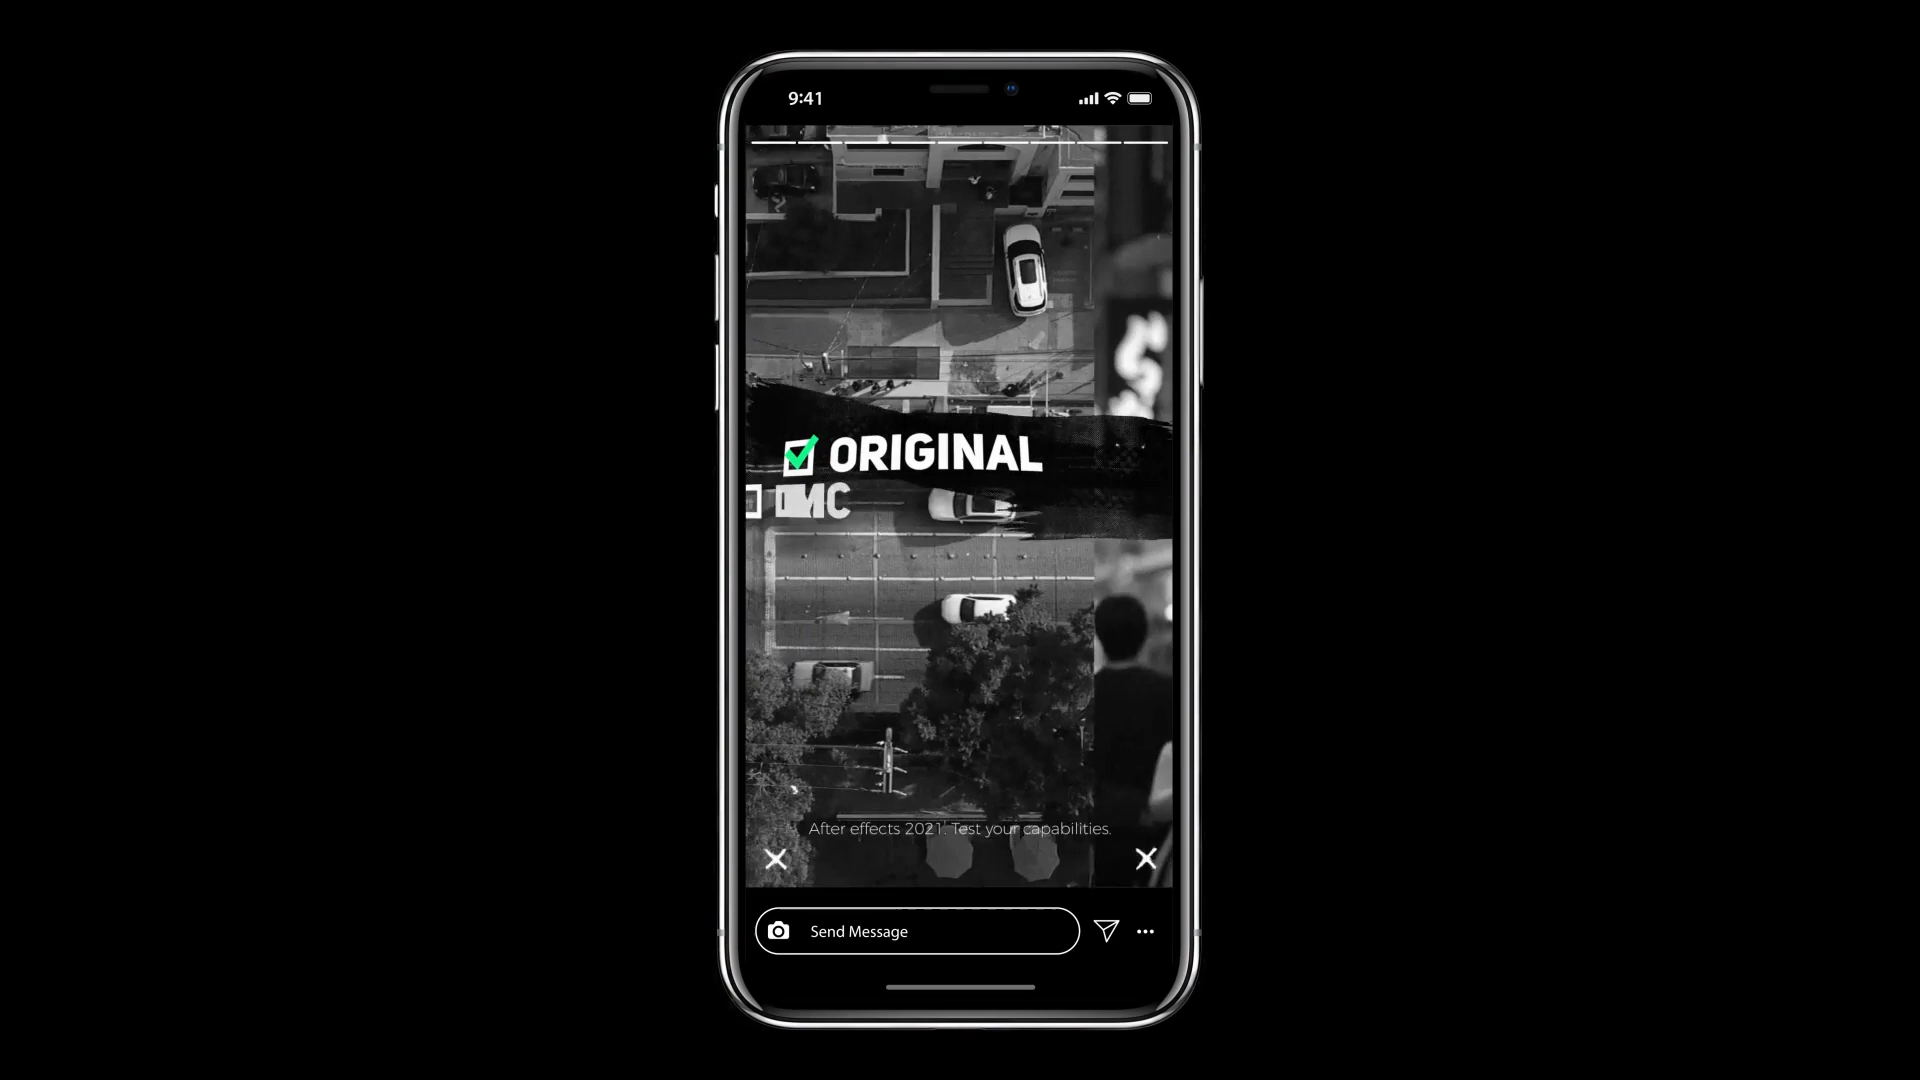 9:41
ORIGINAL
After effects 2021. Test your capabilities.
Send Message